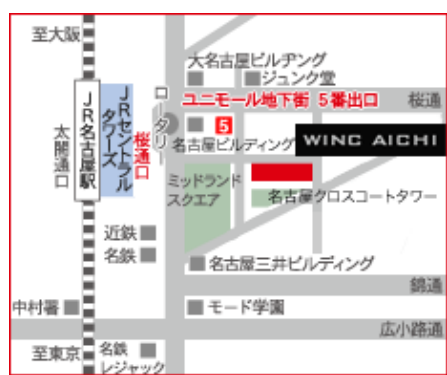 至大阪
大名古屋ビルヂング
ジュンク堂
ユニモール地下街 5番出口
桜通
JR名古屋駅
JRセントラル
タワーズ
ロータリー
桜通口
太閤通口
5
名古屋ビルディング
WINC AICHI
ミッドランド
スクエア
名古屋クロスコートタワー
近鉄
名鉄
名古屋三井ビルディング
錦通
中村署
モード学園
広小路通
至東京
名鉄
レジャック